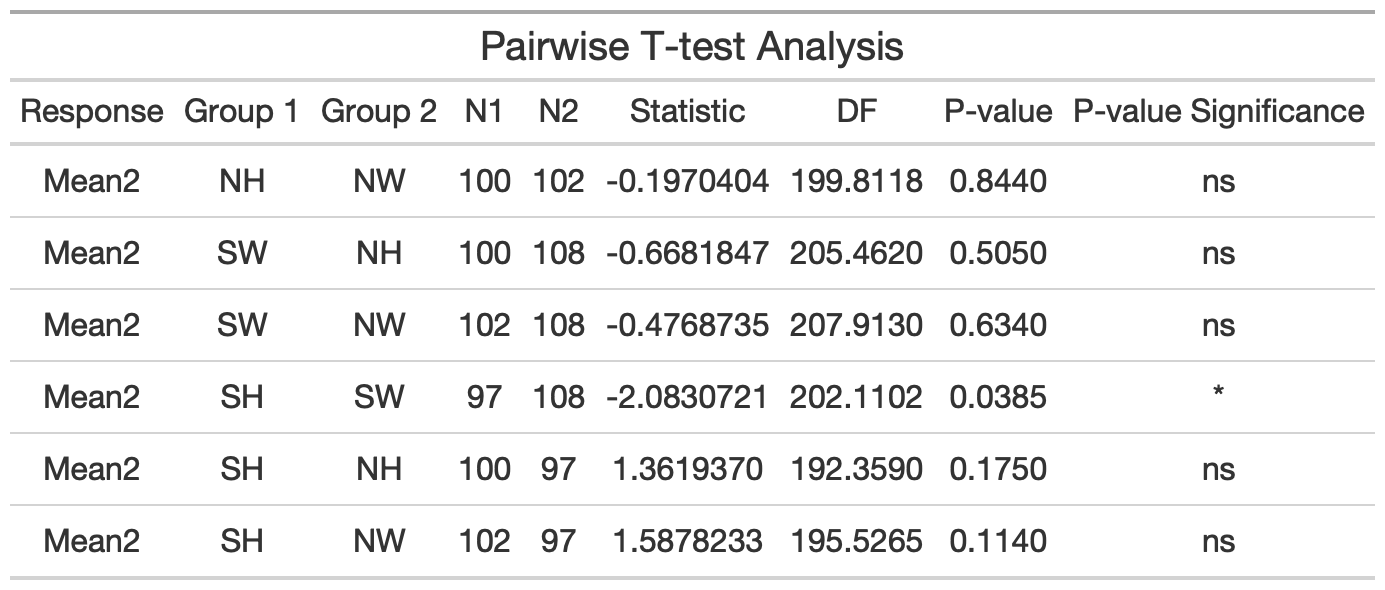 Pairwise T-test Analysis
Response Group 1 Group 2 N1 N2 Statistic DF P-value P-value Significance
Mean2 NH NW 100 102 -0.1970404 199.8118 0.8440 ns
Mean2 SW NH 100 108 -0.6681847 205.4620 0.5050 ns
Mean2 SW NW 102 108 -0.4768735 207.9130 0.6340 ns
Mean2 SH SW 97 108 -2.0830721 202.1102 0.0385 *
Mean2 SH NH 100 97 1.3619370 192.3590 0.1750 ns
Mean2 SH NW 102 97 1.5878233 195.5265 0.1140 ns